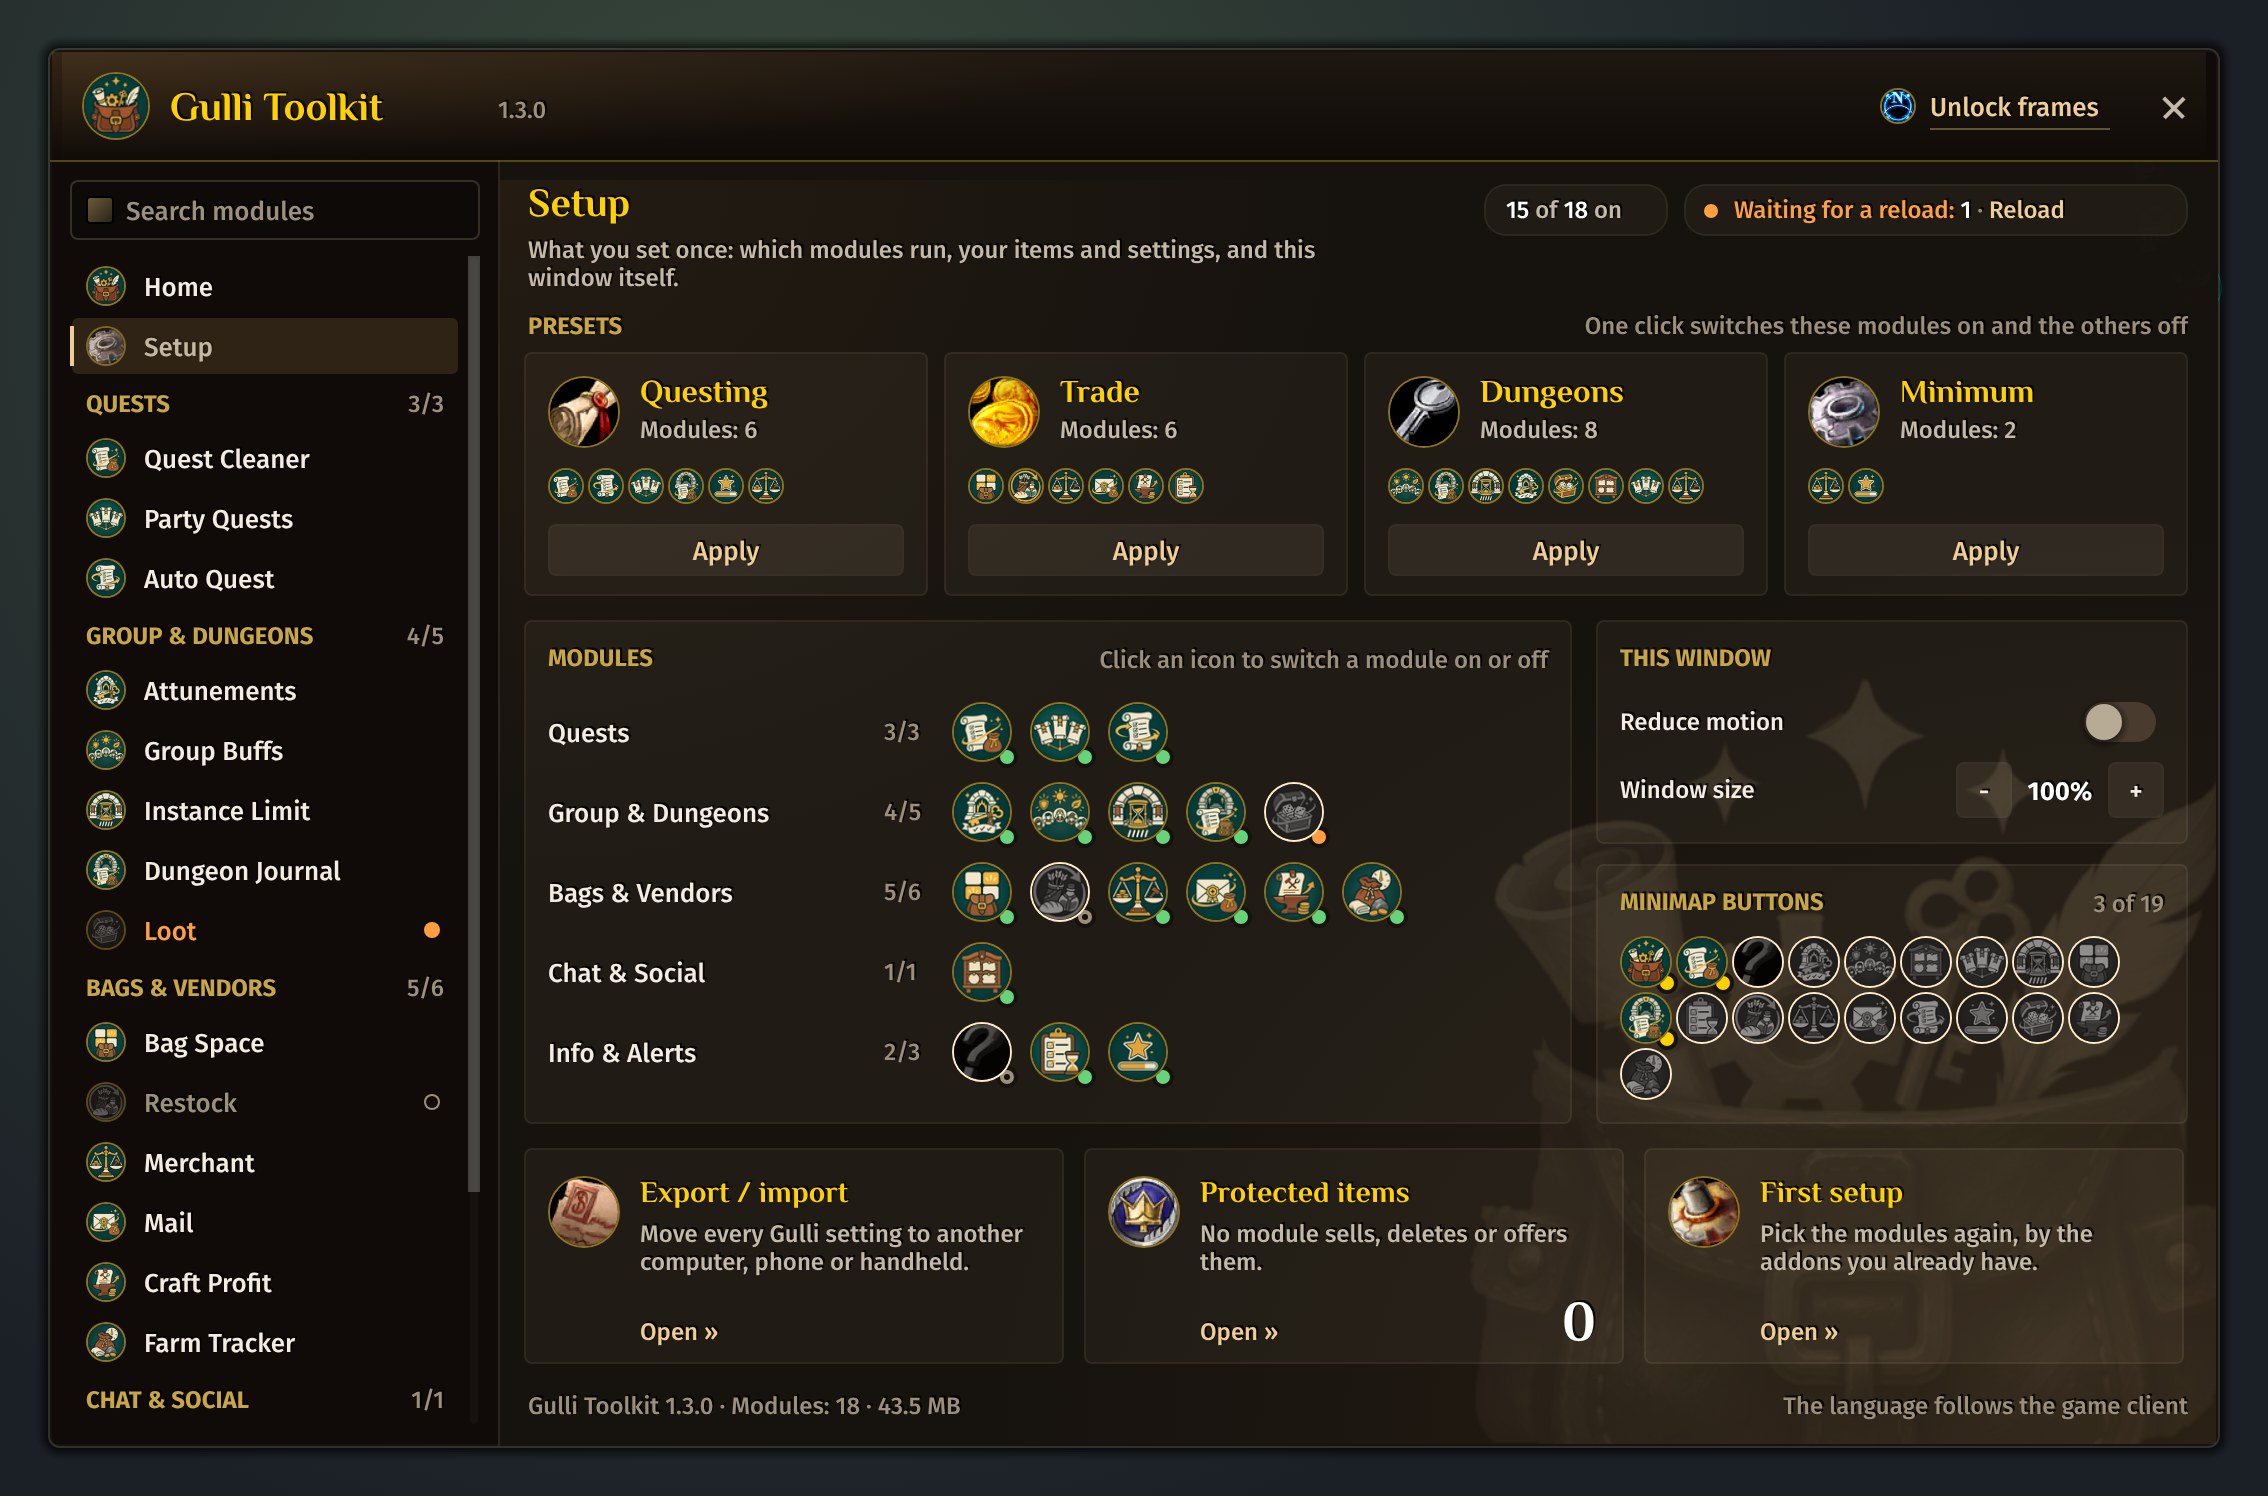 Gulli Toolkit
1.3.0
Unlock frames
Search modules
Home
Setup
QUESTS 3/3
Quest Cleaner
Party Quests
Auto Quest
GROUP & DUNGEONS 4/5
Attunements
Group Buffs
Instance Limit
Dungeon Journal
Loot
BAGS & VENDORS 5/6
Bag Space
Restock
Merchant
Mail
Craft Profit
Farm Tracker
CHAT & SOCIAL 1/1
Setup
15 of 18 on
Waiting for a reload: 1 · Reload
What you set once: which modules run, your items and settings, and this
window itself.
PRESETS
One click switches these modules on and the others off
Questing
Modules: 6
Apply
Trade
Modules: 6
Apply
Dungeons
Modules: 8
Apply
Minimum
Modules: 2
Apply
MODULES
Click an icon to switch a module on or off
Quests 3/3
Group & Dungeons 4/5
Bags & Vendors 5/6
Chat & Social 1/1
Info & Alerts 2/3
THIS WINDOW
Reduce motion
Window size - 100% +
MINIMAP BUTTONS 3 of 19
Export / import
Move every Gulli setting to another
computer, phone or handheld.
Open »
Protected items
No module sells, deletes or offers
them.
Open »
0
First setup
Pick the modules again, by the
addons you already have.
Open »
Gulli Toolkit 1.3.0 · Modules: 18 · 43.5 MB
The language follows the game client